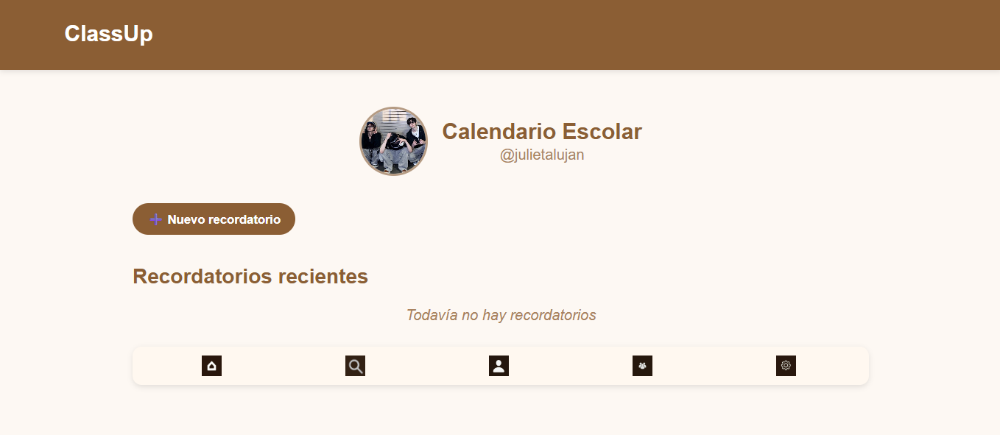 ClassUp
Calendario Escolar
@julietalujan
Nuevo recordatorio
Recordatorios recientes
Todavía no hay recordatorios